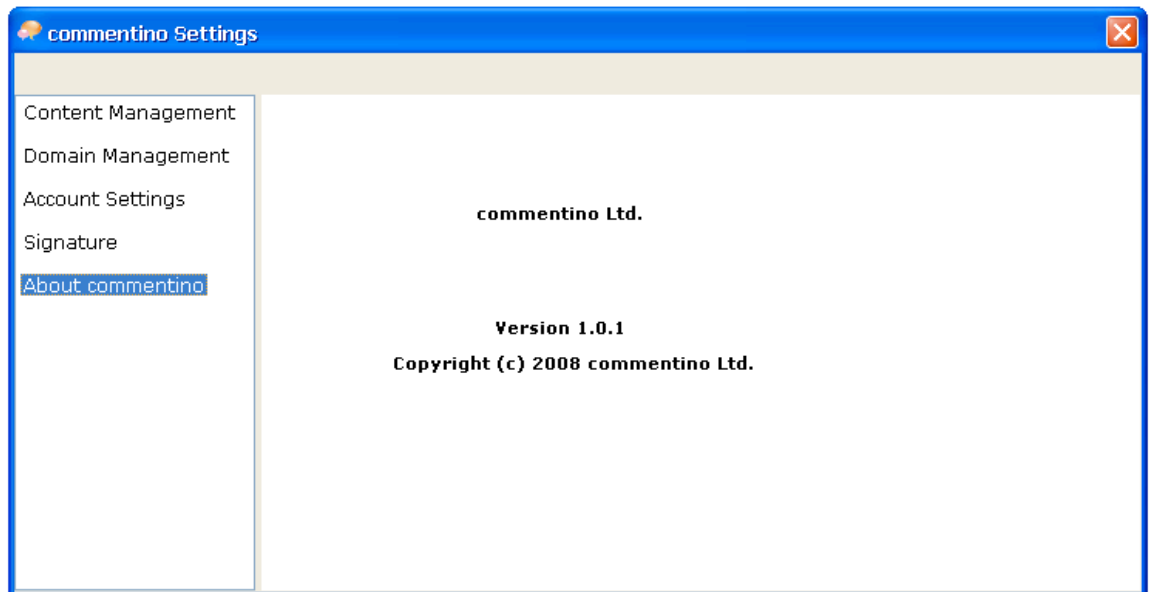 commentino Settings
Content Management
Domain Management
Account Settings
Signature
About commentino
commentino Ltd.
Version 1.0.1
Copyright (c) 2008 commentino Ltd.